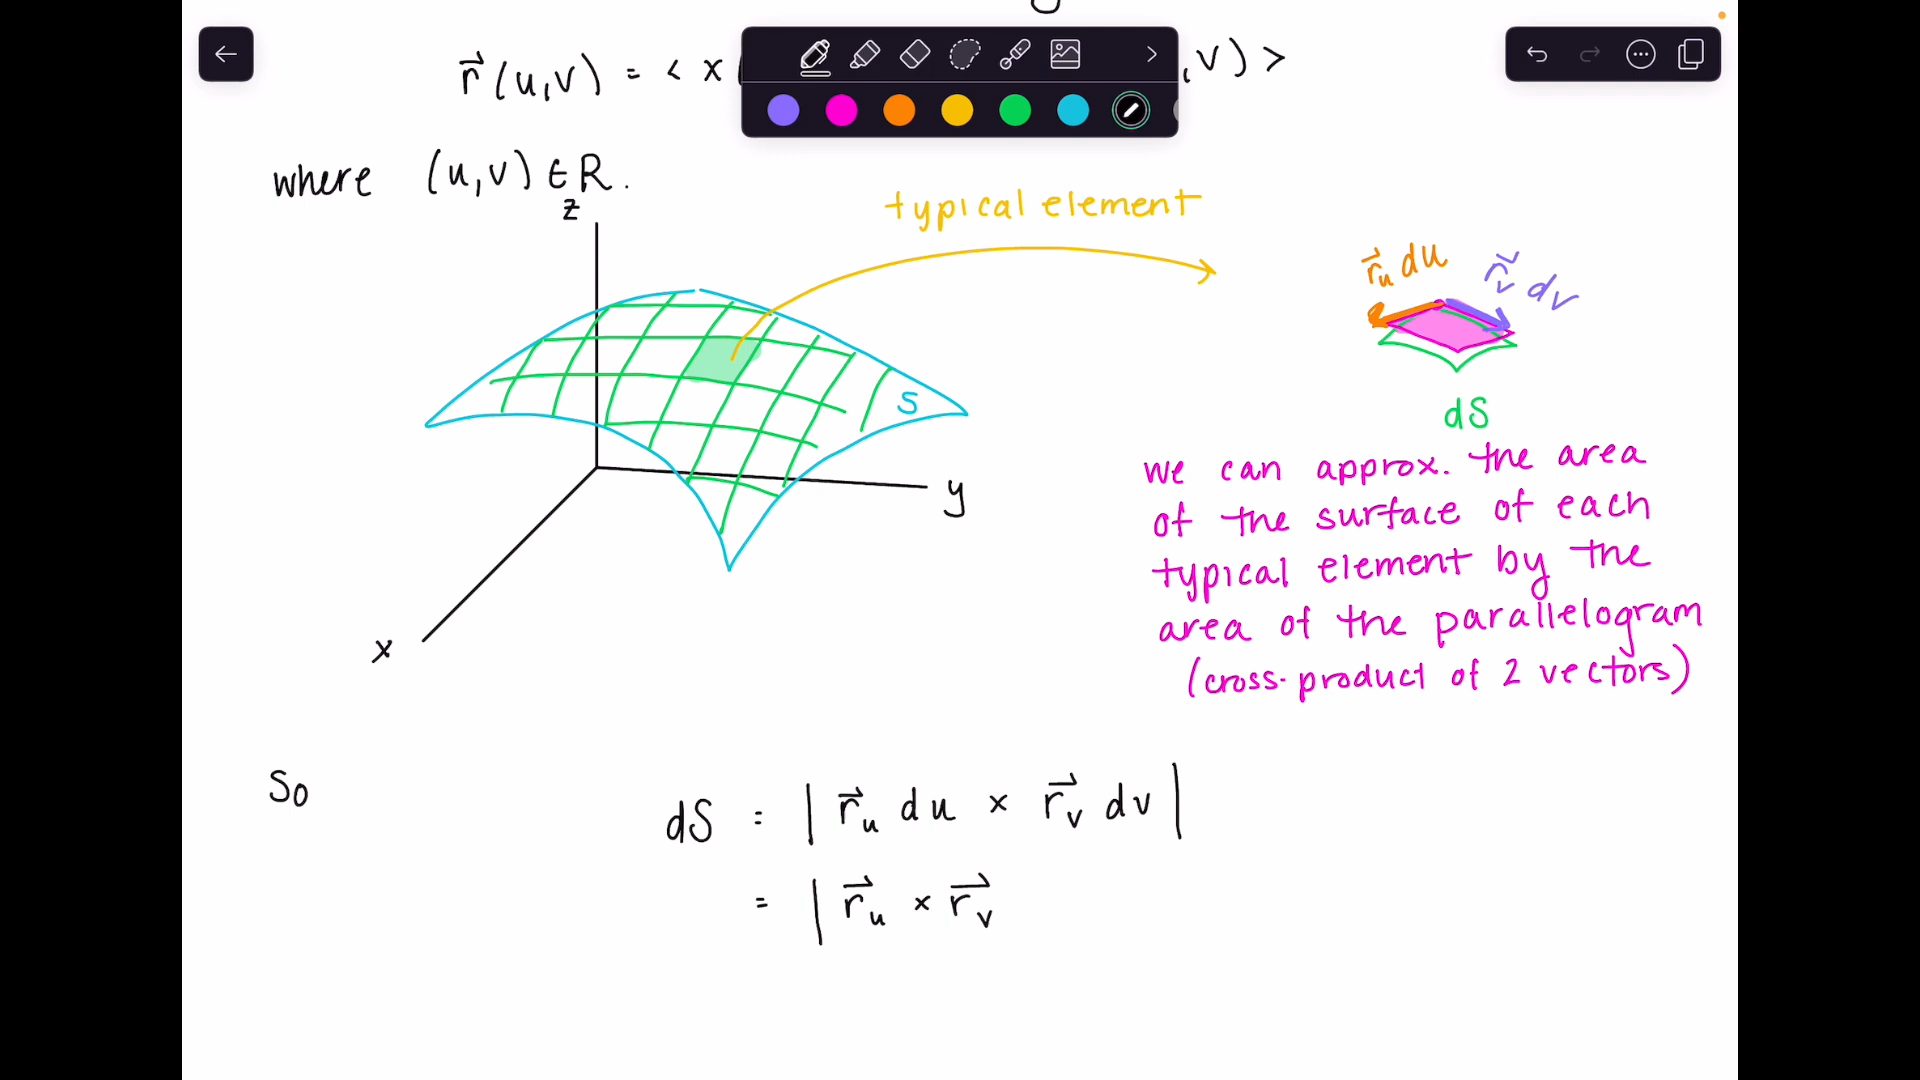 r⃗(u,v) = < x( ,v) >
where (u,v) ∈ R.
z
typical element
r⃗ᵤ du
r⃗ᵥ dv
S
dS
y
x
we can approx. the area
of the surface of each
typical element by the
area of the parallelogram
(cross-product of 2 vectors)
So
dS = | r⃗ᵤ du × r⃗ᵥ dv |
= | r⃗ᵤ × r⃗ᵥ